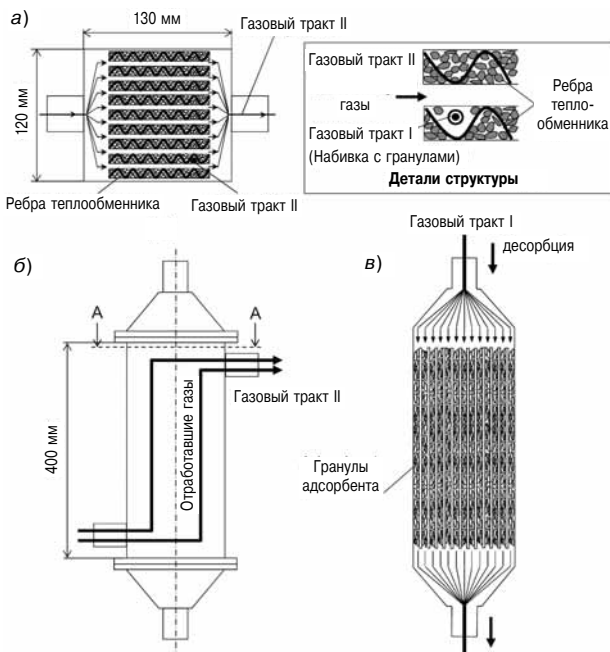 а)
130 мм
120 мм
Газовый тракт II
Ребра теплообменника
Газовый тракт II
Газовый тракт II
газы
Газовый тракт I
(Набивка с гранулами)
Ребра
тепло-
обменника
Детали структуры
б)
А
А
400 мм
Отработавшие газы
Газовый тракт II
в)
Газовый тракт I
десорбция
Гранулы
адсорбента